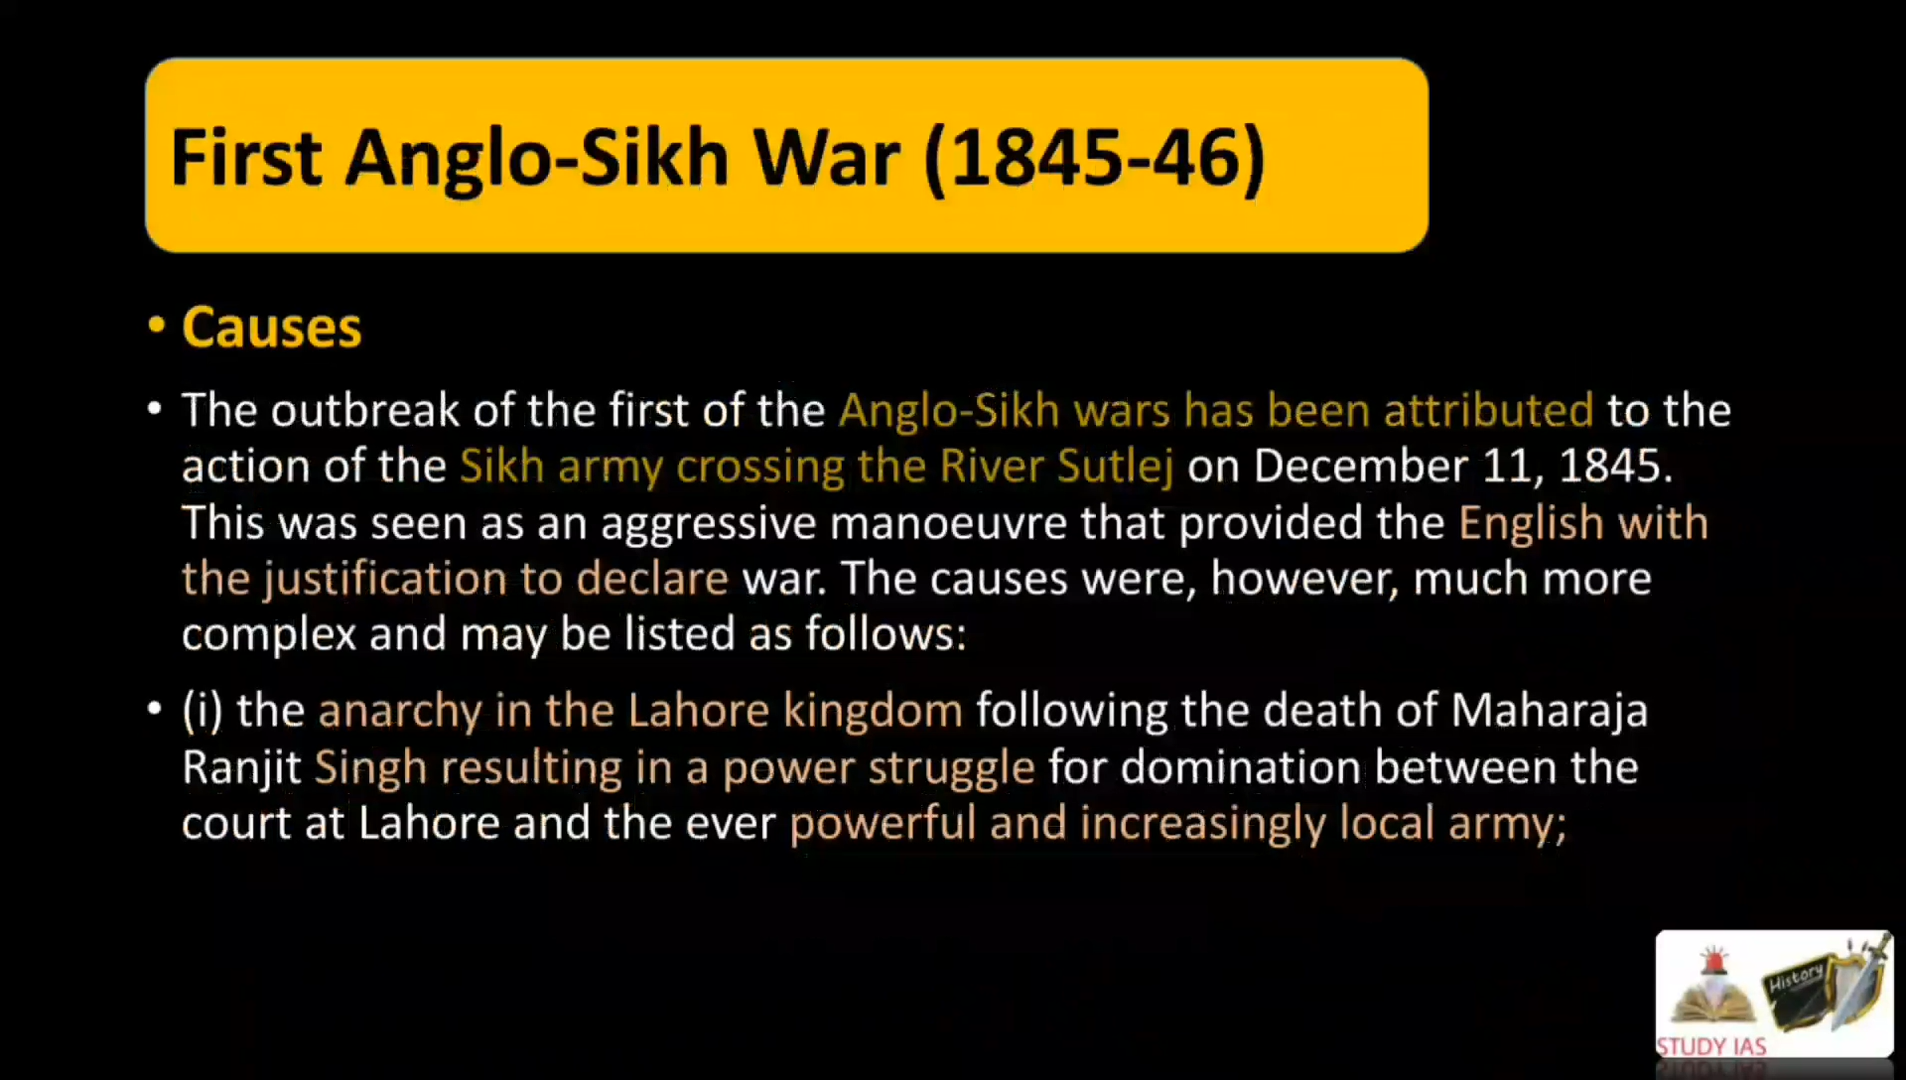 First Anglo-Sikh War (1845-46)
• Causes
• The outbreak of the first of the Anglo-Sikh wars has been attributed to the
action of the Sikh army crossing the River Sutlej on December 11, 1845.
This was seen as an aggressive manoeuvre that provided the English with
the justification to declare war. The causes were, however, much more
complex and may be listed as follows:
• (i) the anarchy in the Lahore kingdom following the death of Maharaja
Ranjit Singh resulting in a power struggle for domination between the
court at Lahore and the ever powerful and increasingly local army;
History
STUDY IAS